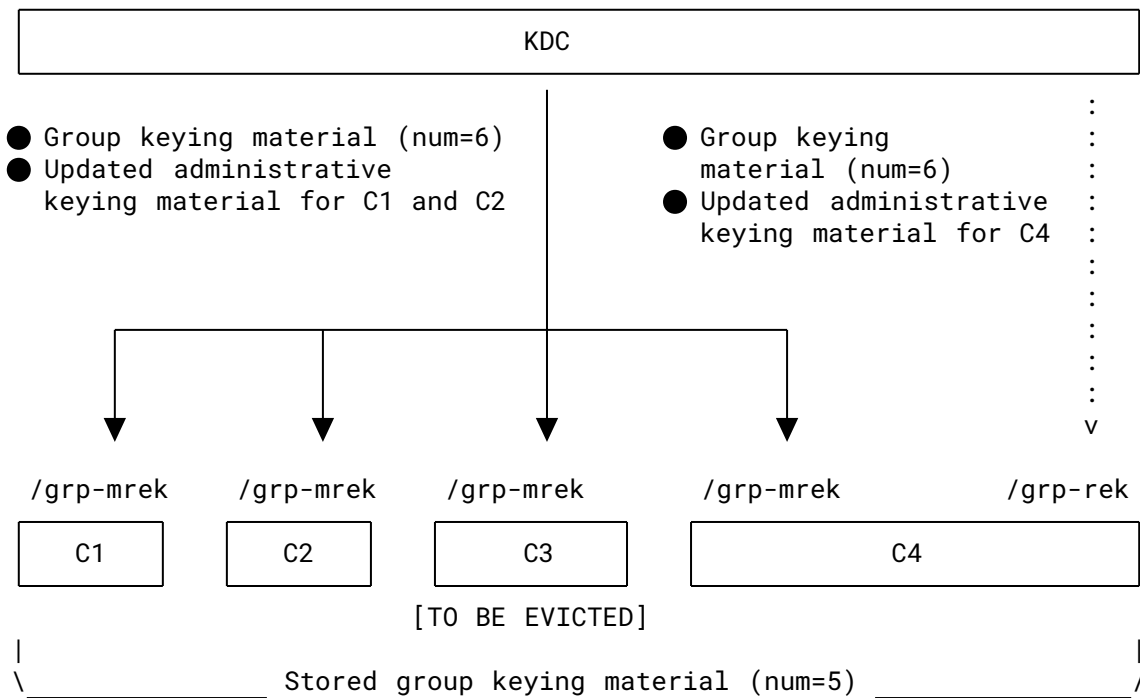 KDC
● Group keying material (num=6)
● Updated administrative
keying material for C1 and C2
● Group keying
material (num=6)
● Updated administrative
keying material for C4
/grp-mrek /grp-mrek /grp-mrek /grp-mrek /grp-rek
C1 C2 C3 C4
[TO BE EVICTED]
Stored group keying material (num=5)